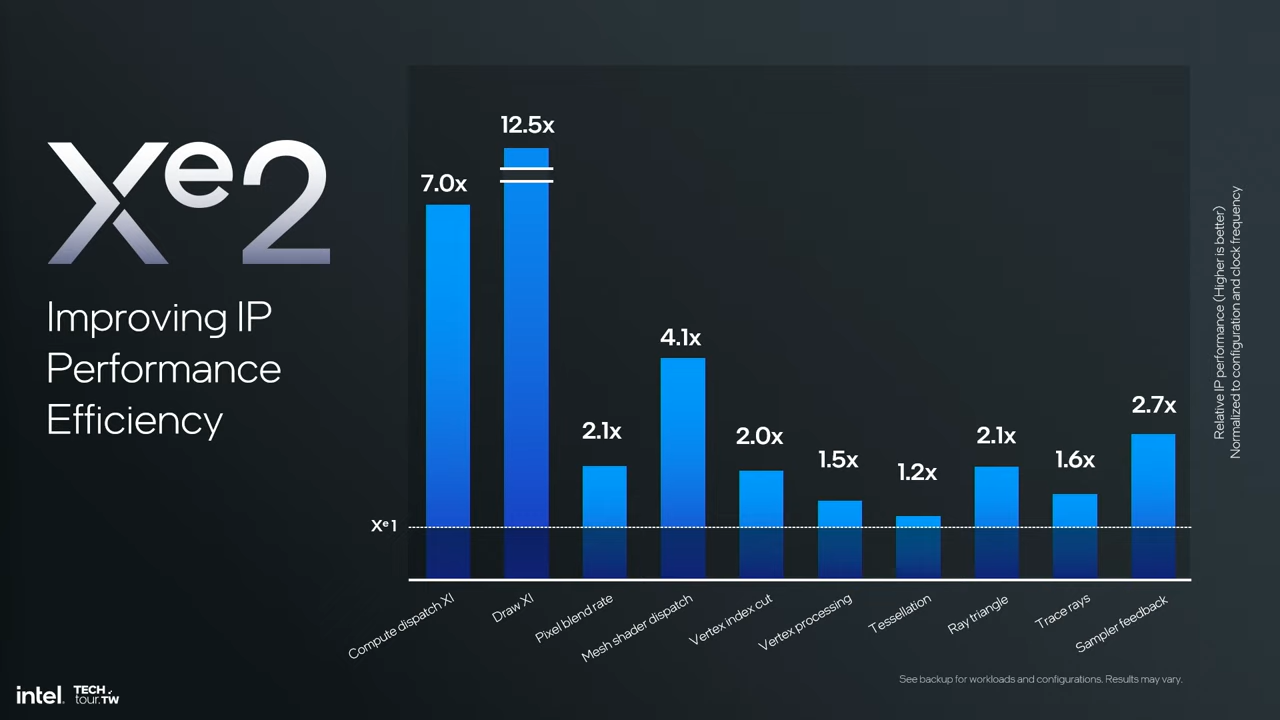 Xe2
Improving IP
Performance
Efficiency
7.0x
12.5x
2.1x
4.1x
2.0x
1.5x
1.2x
2.1x
1.6x
2.7x
Xe1
Compute dispatch XI
Draw XI
Pixel blend rate
Mesh shader dispatch
Vertex index cut
Vertex processing
Tessellation
Ray triangle
Trace rays
Sampler feedback
Relative IP performance (Higher is better)
Normalized to configuration and clock frequency
See backup for workloads and configurations. Results may vary.
intel.
TECH
tour.TW